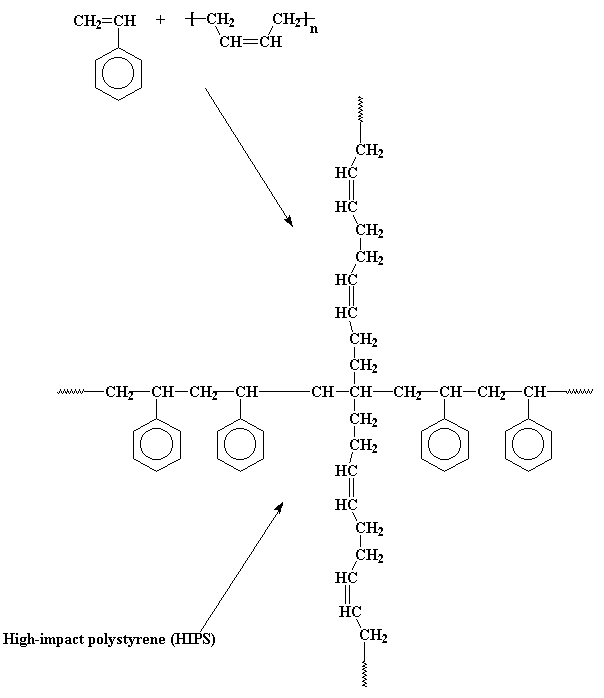 CH₂=CH + CH₂ CH₂ n
CH=CH
CH₂
HC
HC
CH₂
CH₂
HC
HC
CH₂
CH₂
CH₂ CH CH₂ CH CH H CH₂ CH CH₂ CH
CH₂
CH₂
HC
HC
CH₂
CH₂
HC
HC
CH₂
High-impact polystyrene (HIPS)